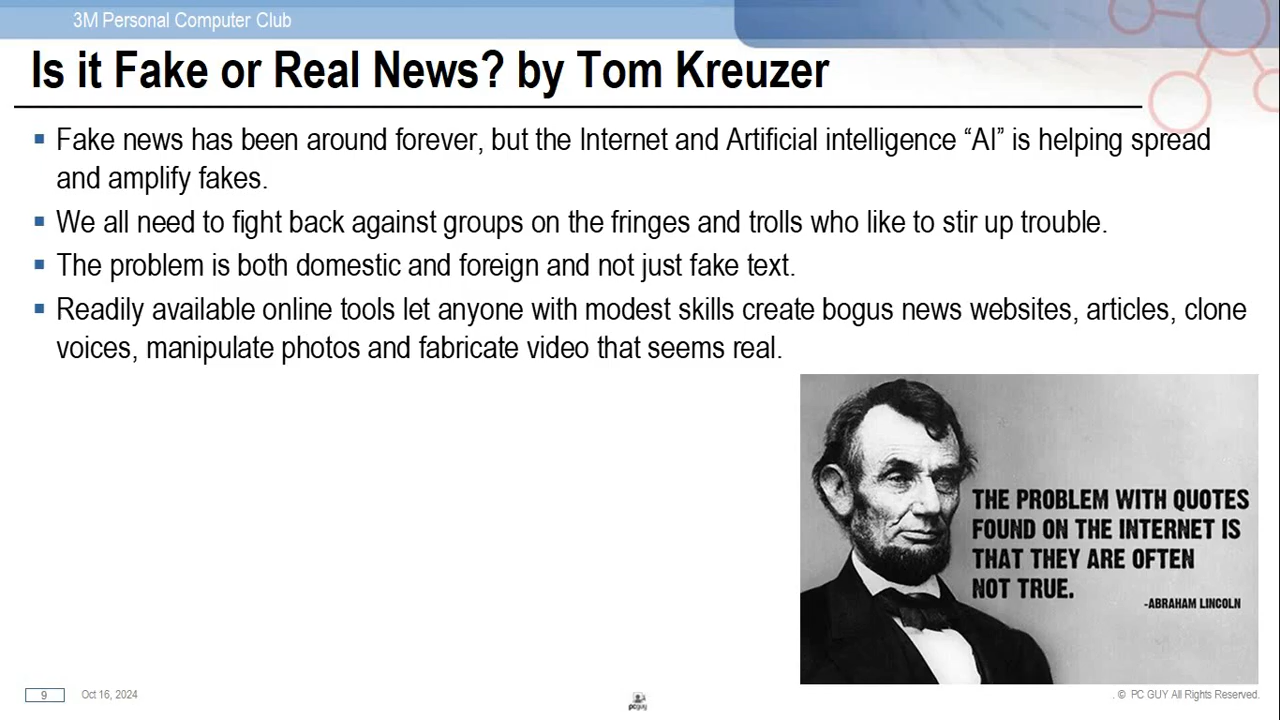 3M Personal Computer Club
Is it Fake or Real News? by Tom Kreuzer
Fake news has been around forever, but the Internet and Artificial intelligence “AI” is helping spread
and amplify fakes.
We all need to fight back against groups on the fringes and trolls who like to stir up trouble.
The problem is both domestic and foreign and not just fake text.
Readily available online tools let anyone with modest skills create bogus news websites, articles, clone
voices, manipulate photos and fabricate video that seems real.
THE PROBLEM WITH QUOTES
FOUND ON THE INTERNET IS
THAT THEY ARE OFTEN
NOT TRUE.
-ABRAHAM LINCOLN
9
Oct 16, 2024
pcguy
. © PC GUY All Rights Reserved.